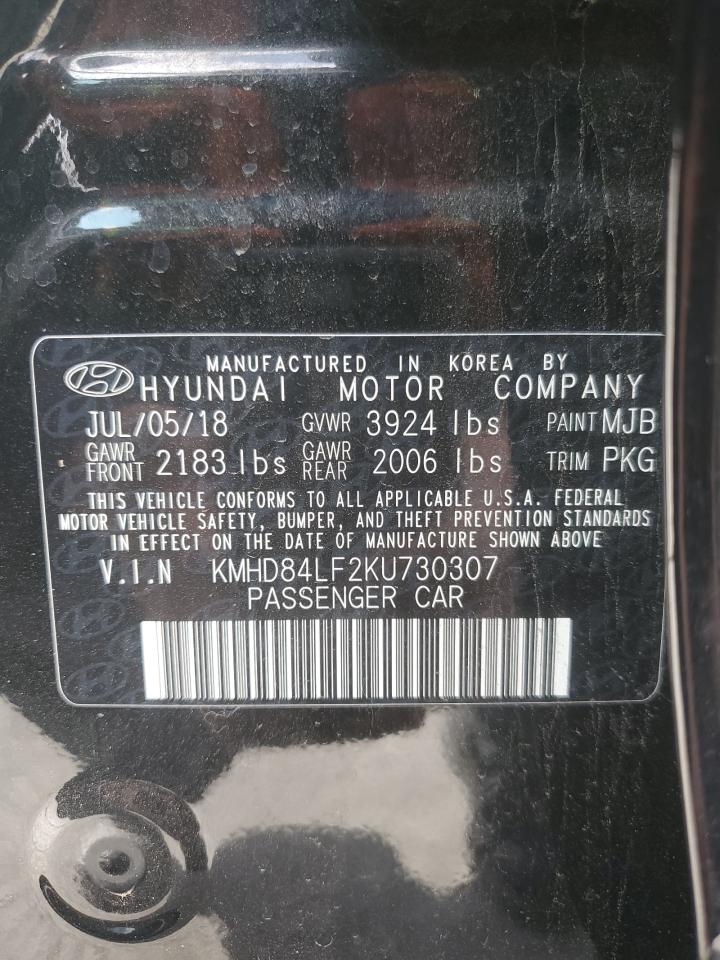 MANUFACTURED IN KOREA BY
HYUNDAI MOTOR COMPANY
JUL/05/18 GVWR 3924 lbs PAINT MJB
GAWR FRONT 2183 lbs GAWR REAR 2006 lbs TRIM PKG
THIS VEHICLE CONFORMS TO ALL APPLICABLE U.S.A. FEDERAL
MOTOR VEHICLE SAFETY, BUMPER, AND THEFT PREVENTION STANDARDS
IN EFFECT ON THE DATE OF MANUFACTURE SHOWN ABOVE
V.I.N KMHD84LF2KU730307
PASSENGER CAR